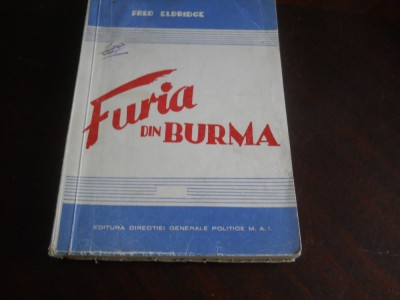 FRED ELDRIDGE
Furia
DIN BURMA
EDITURA DIRECTIEI GENERALE POLITICE M. A. I.